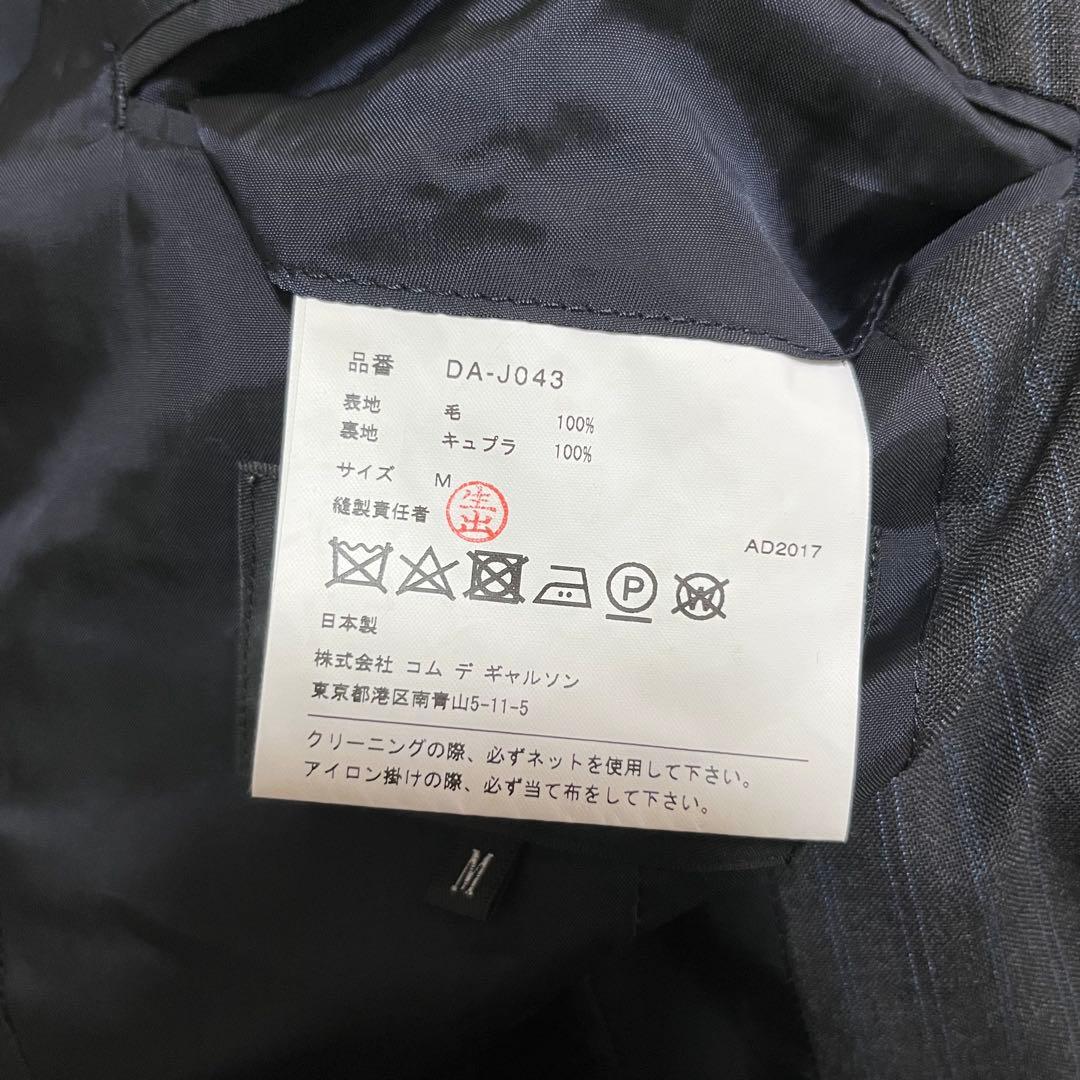 品番 DA-J043
表地 毛 100%
裏地 キュプラ 100%
サイズ M
縫製責任者 生出
AD2017
P W
日本製
株式会社 コム デ ギャルソン
東京都港区南青山5-11-5
クリーニングの際、必ずネットを使用して下さい。
アイロン掛けの際、必ず当て布をして下さい。
M